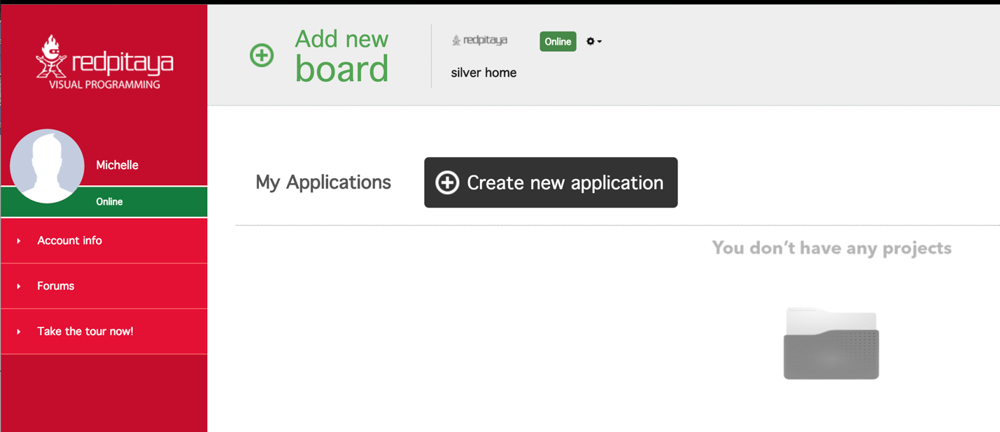 redpitaya
VISUAL PROGRAMMING
Michelle
Online
Account info
Forums
Take the tour now!
Add new
board
redpitaya
Online
silver home
My Applications
Create new application
You don't have any projects